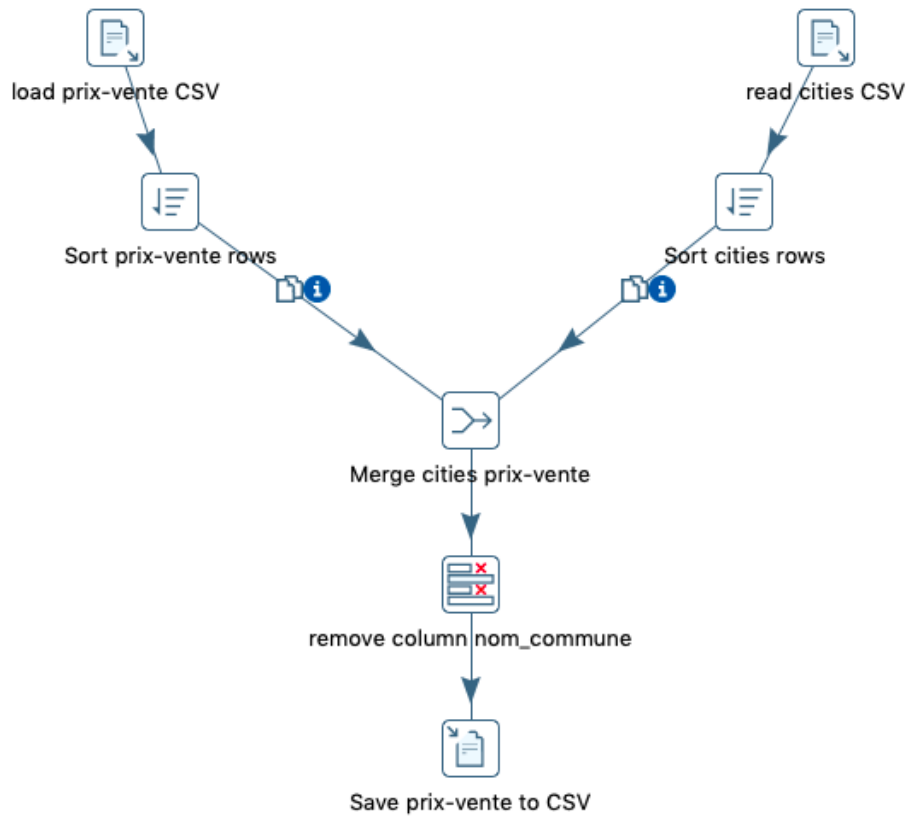 load prix-vente CSV
read cities CSV
Sort prix-vente rows
Sort cities rows
Merge cities prix-vente
remove column nom_commune
Save prix-vente to CSV